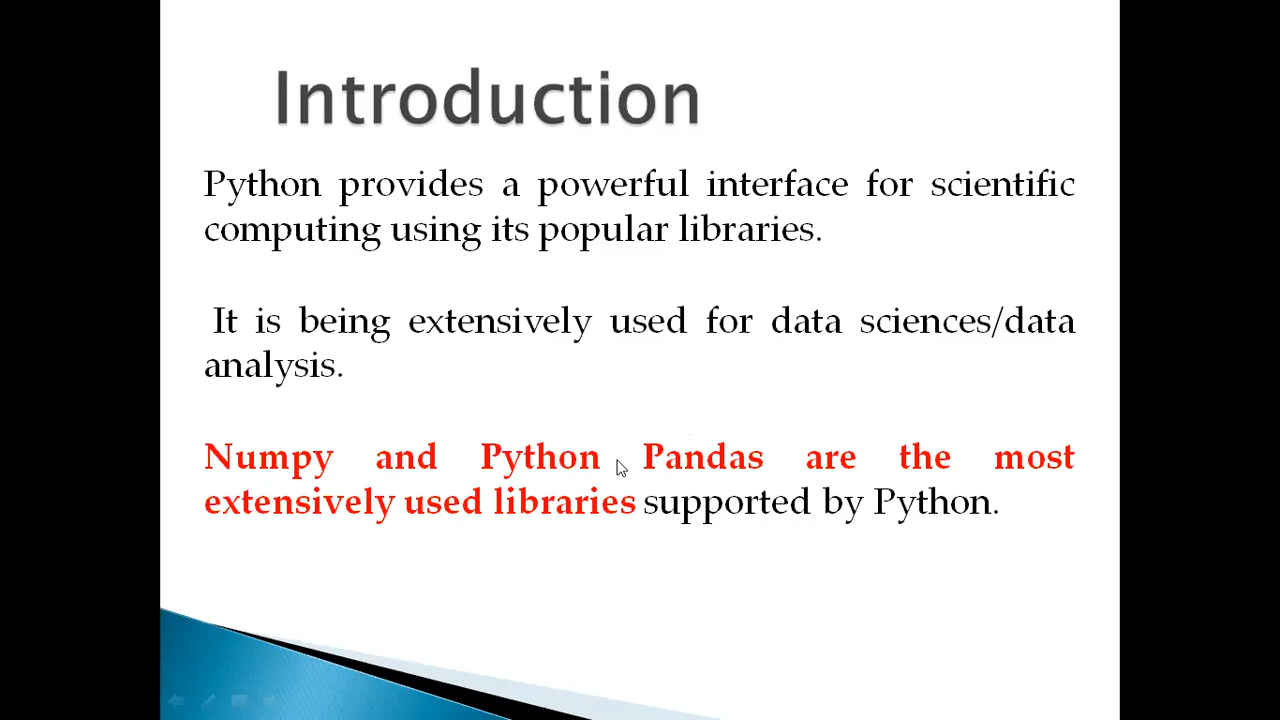 Introduction
Python provides a powerful interface for scientific
computing using its popular libraries.
It is being extensively used for data sciences/data
analysis.
Numpy and Python Pandas are the most
extensively used libraries supported by Python.